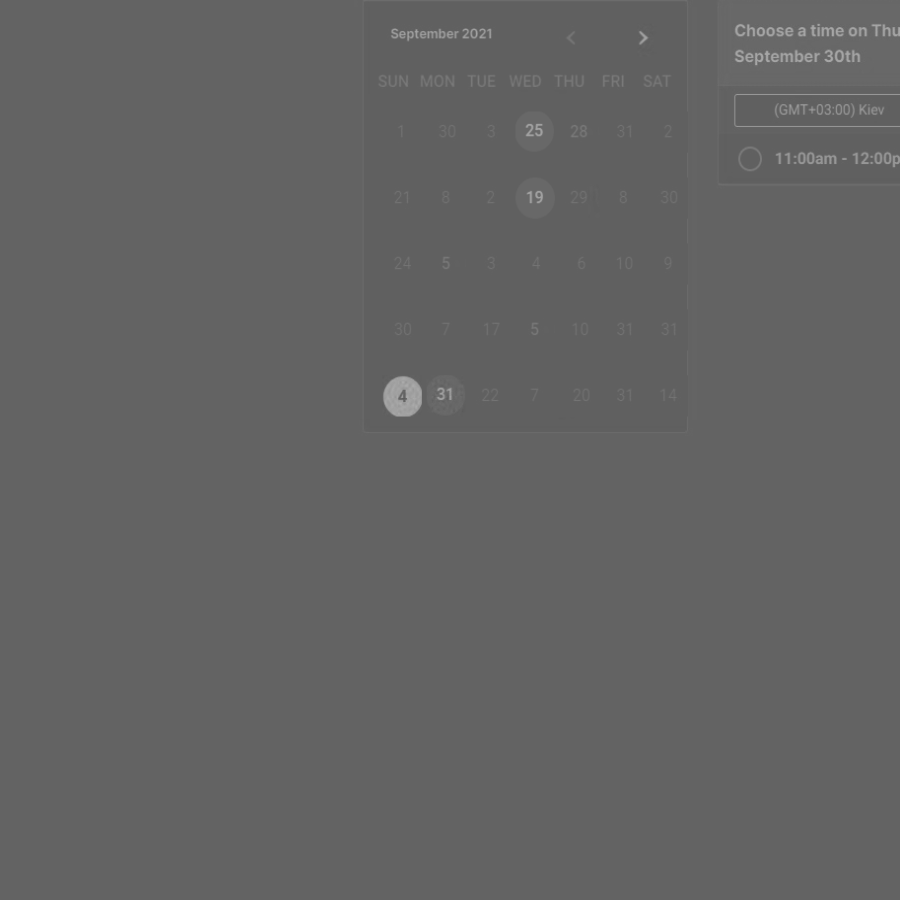 September 2021
SUN MON TUE WED THU FRI SAT
1 30 3 25 28 31 2
21 8 2 19 29 8 30
24 5 3 4 6 10 9
30 7 17 5 10 31 31
4 31 22 7 20 31 14
Choose a time on Thu
September 30th
(GMT+03:00) Kiev
11:00am - 12:00p